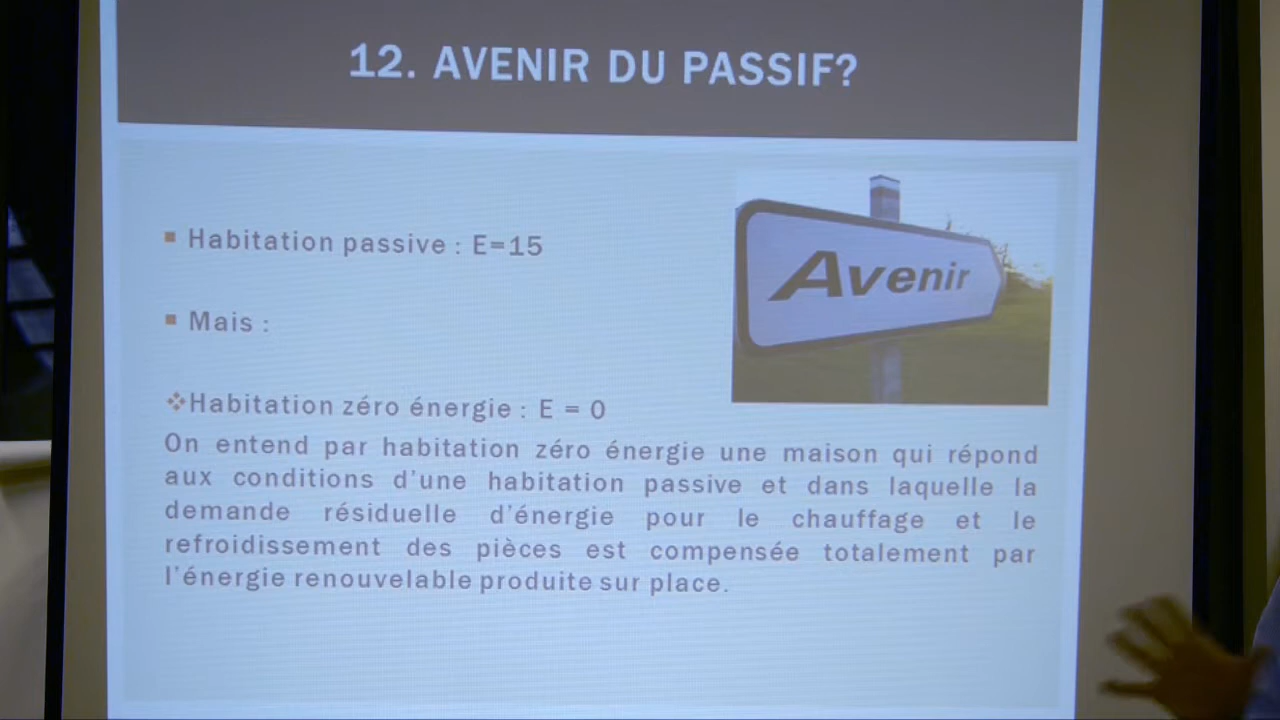 12. AVENIR DU PASSIF?
Habitation passive : E=15
Avenir
Mais :
Habitation zéro énergie : E = 0
On entend par habitation zéro énergie une maison qui répond
aux conditions d'une habitation passive et dans laquelle la
demande résiduelle d'énergie pour le chauffage et le
refroidissement des pièces est compensée totalement par
l'énergie renouvelable produite sur place.